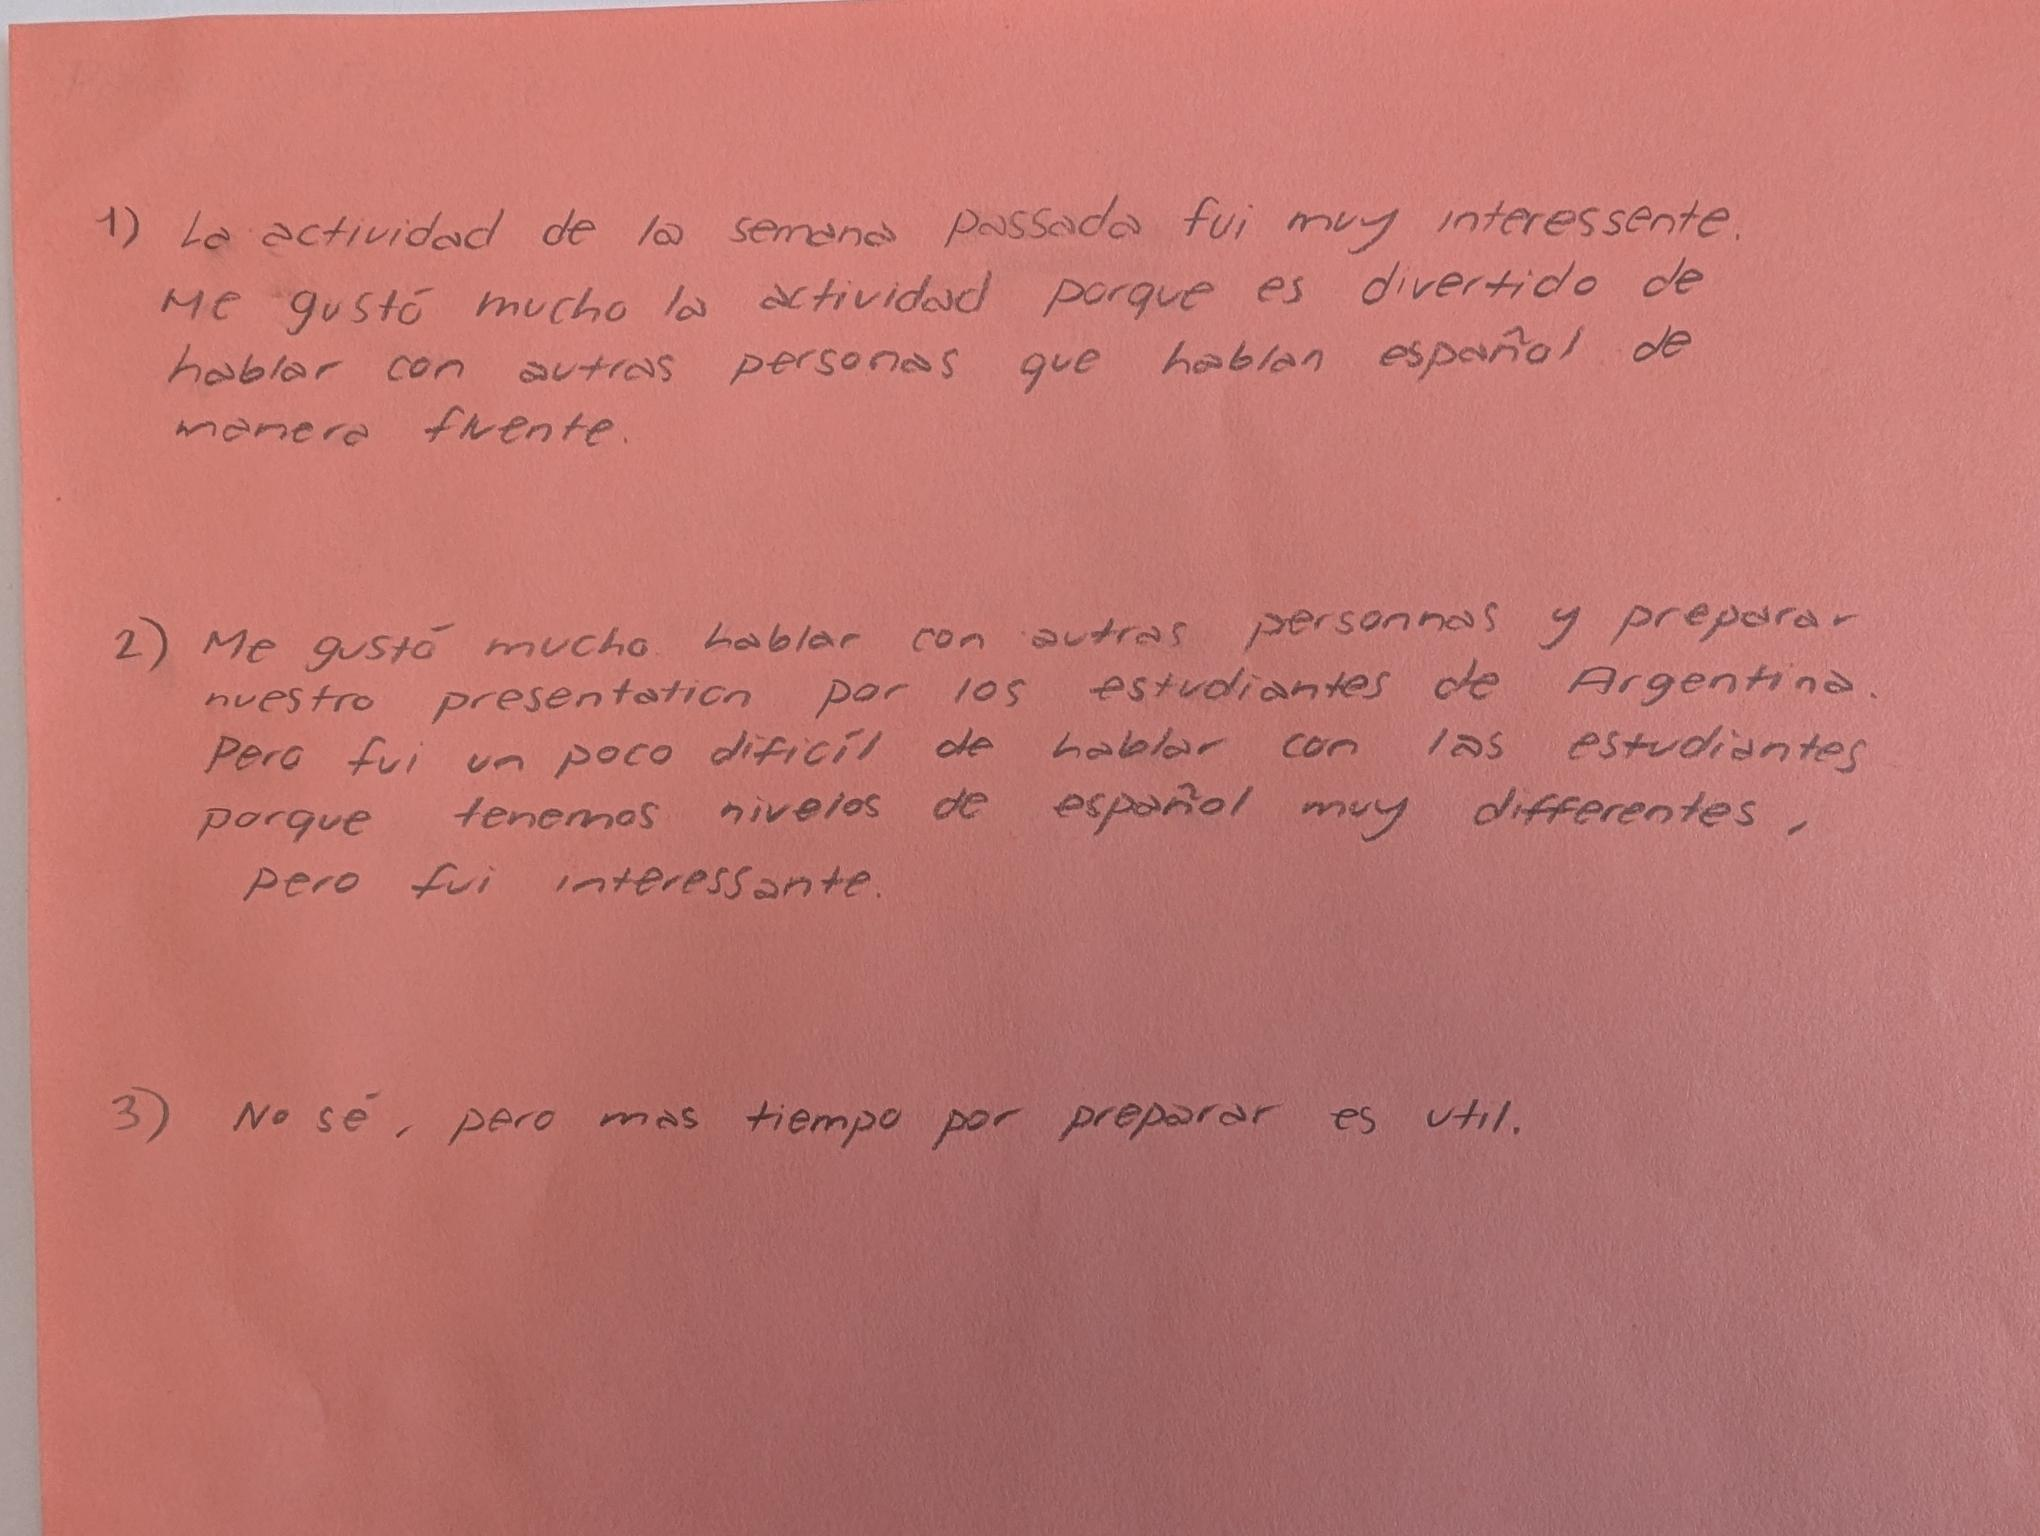 1) La actividad de la semana passada fui muy interessente.
Me gustó mucho la actividad porque es divertido de
hablar con autras personas que hablan español de
manera fluente.
2) Me gustó mucho hablar con autras personnas y preparar
nuestro presentation por los estudiantes de Argentina.
Pero fui un poco dificíl de hablar con las estudiantes
porque tenemos nivelos de español muy differentes,
pero fui interessante.
3) No sé, pero mas tiempo por preparar es util.